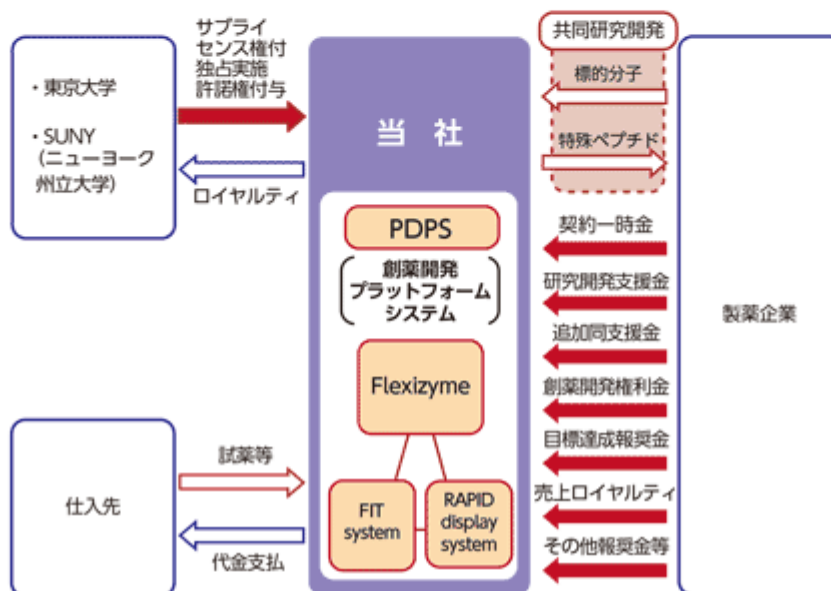 ・東京大学
・SUNY
(ニューヨーク
州立大学)
サブライ
センス権付
独占実施
許諾権付与
ロイヤルティ
仕入先
試薬等
代金支払
当 社
PDPS
創薬開発
プラットフォーム
システム
Flexizyme
FIT
system
RAPID
display
system
共同研究開発
標的分子
特殊ペプチド
契約一時金
研究開発支援金
追加同支援金
創薬開発権利金
目標達成報奨金
売上ロイヤルティ
その他報奨金等
製薬企業